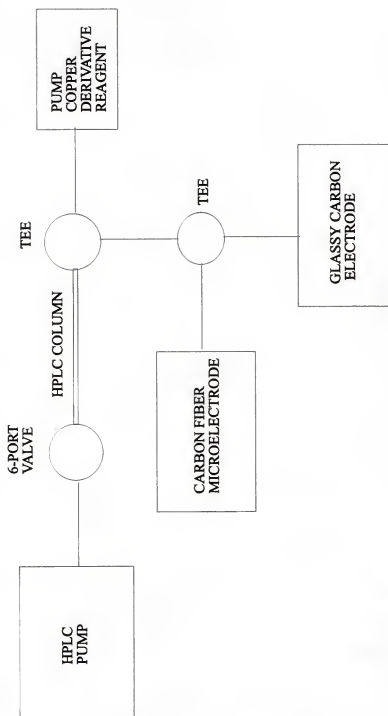 HPLC
PUMP
6-PORT
VALVE
HPLC COLUMN
TEE
PUMP
COPPER
DERIVATIVE
REAGENT
CARBON FIBER
MICROELECTRODE
TEE
GLASSY CARBON
ELECTRODE